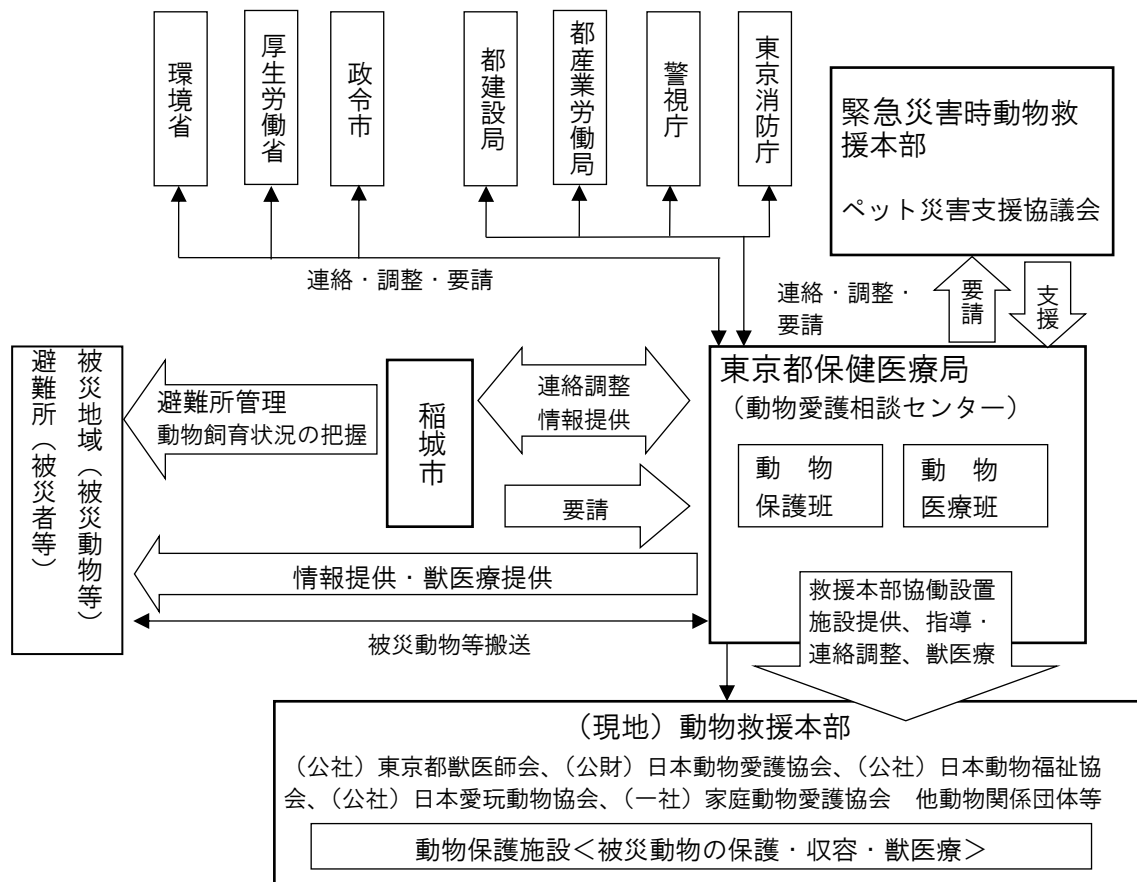 環境省
厚生労働省
政令市
都建設局
都産業労働局
警視庁
東京消防庁
緊急災害時動物救
援本部
ペット災害支援協議会
連絡・調整・要請
連絡・調整・
要請
要請
支援
被災地域（被災動物等）
避難所（被災者等）
避難所管理
動物飼育状況の把握
稲城市
連絡調整
情報提供
要請
東京都保健医療局
（動物愛護相談センター）
動　物
保護班
動　物
医療班
情報提供・獣医療提供
被災動物等搬送
救援本部協働設置
施設提供、指導・
連絡調整、獣医療
（現地）動物救援本部
（公社）東京都獣医師会、（公財）日本動物愛護協会、（公社）日本動物福祉協
会、（公社）日本愛玩動物協会、（一社）家庭動物愛護協会　他動物関係団体等
動物保護施設＜被災動物の保護・収容・獣医療＞